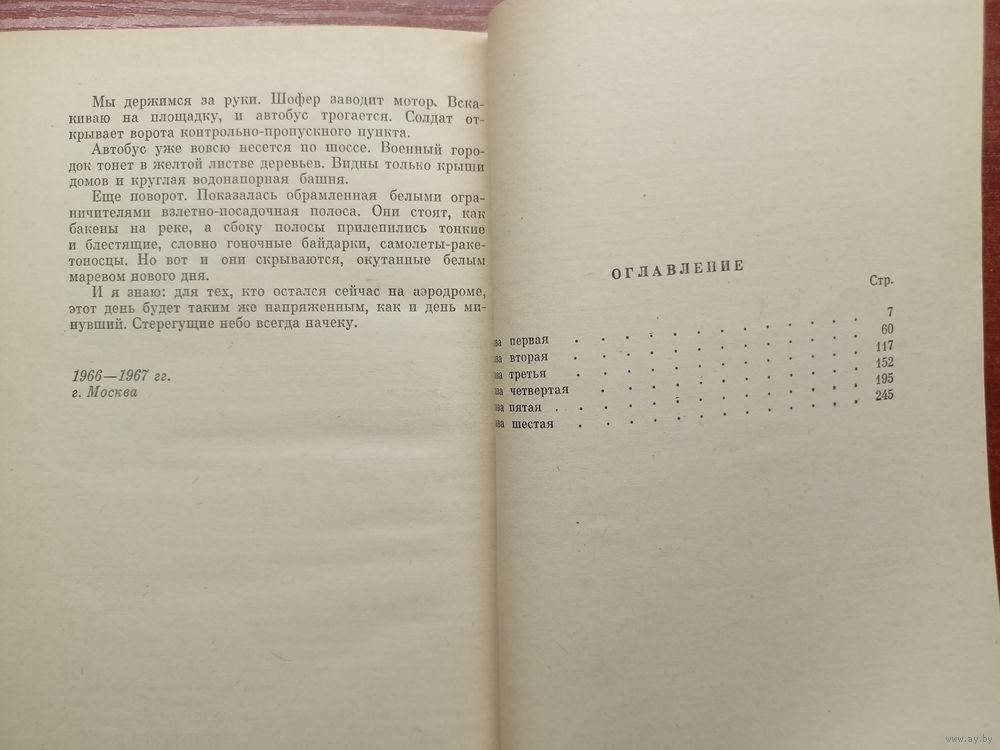 Мы держимся за руки. Шофер заводит мотор. Вска-
киваю на площадку, и автобус трогается. Солдат от-
крывает ворота контрольно-пропускного пункта.
Автобус уже вовсю несется по шоссе. Военный горо-
док тонет в желтой листве деревьев. Видны только крыши
домов и круглая водонапорная башня.
Еще поворот. Показалась обрамленная белыми огра-
ничителями взлетно-посадочная полоса. Они стоят, как
бакены на реке, а сбоку полосы прилепились тонкие
и блестящие, словно гоночные байдарки, самолеты-раке-
тоносцы. Но вот и они скрываются, окутанные белым
маревом нового дня.
И я знаю: для тех, кто остался сейчас на аэродроме,
этот день будет таким же напряженным, как и день ми-
нувший. Стерегущие небо всегда начеку.
1966—1967 гг.
г. Москва
ОГЛАВЛЕНИЕ
Стр.
ва первая . . . . . . . . . . . . 7
ва вторая . . . . . . . . . . . . 60
ва третья . . . . . . . . . . . . 117
ва четвертая . . . . . . . . . . . 152
ва пятая . . . . . . . . . . . . 195
ва шестая . . . . . . . . . . . . 245
www.ay.by